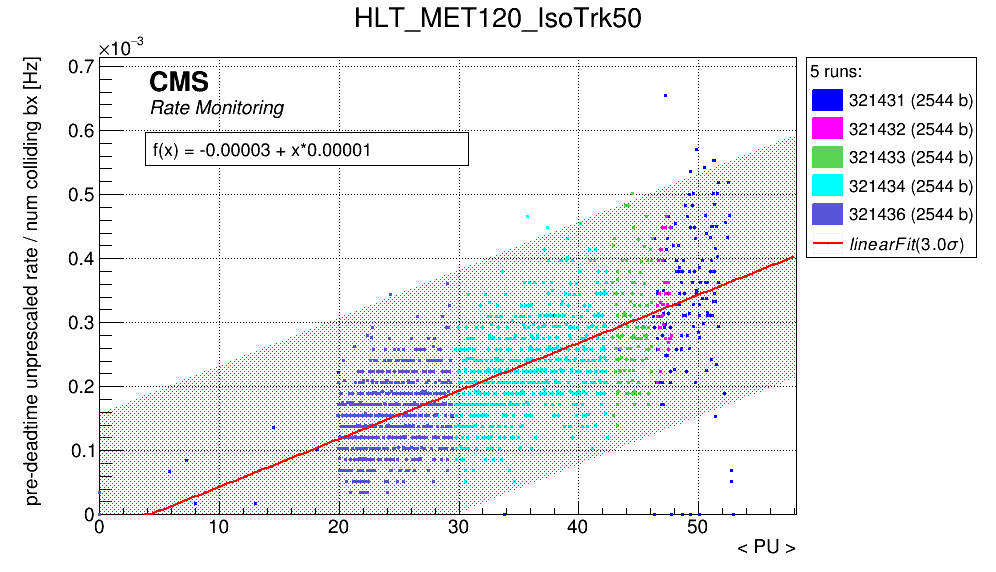 HLT_MET120_IsoTrk50
×10⁻³
CMS
Rate Monitoring
f(x) = -0.00003 + x*0.00001
pre-deadtime unprescaled rate / num colliding bx [Hz]
0.7
0.6
0.5
0.4
0.3
0.2
0.1
0
0 10 20 30 40 50
< PU >
5 runs:
321431 (2544 b)
321432 (2544 b)
321433 (2544 b)
321434 (2544 b)
321436 (2544 b)
linearFit(3.0σ)